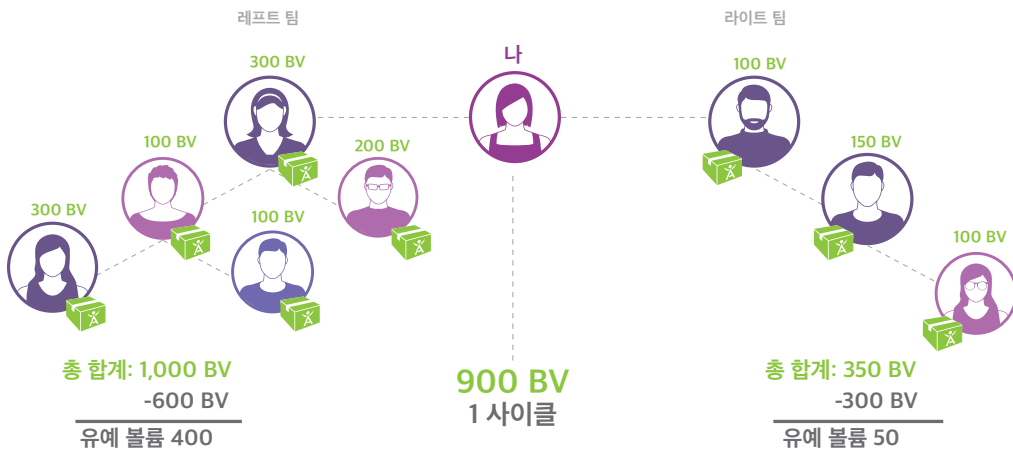 레프트 팀
라이트 팀
나
300 BV
100 BV
100 BV
200 BV
150 BV
300 BV
100 BV
100 BV
총 합계: 1,000 BV
-600 BV
유예 볼륨 400
900 BV
1 사이클
총 합계: 350 BV
-300 BV
유예 볼륨 50